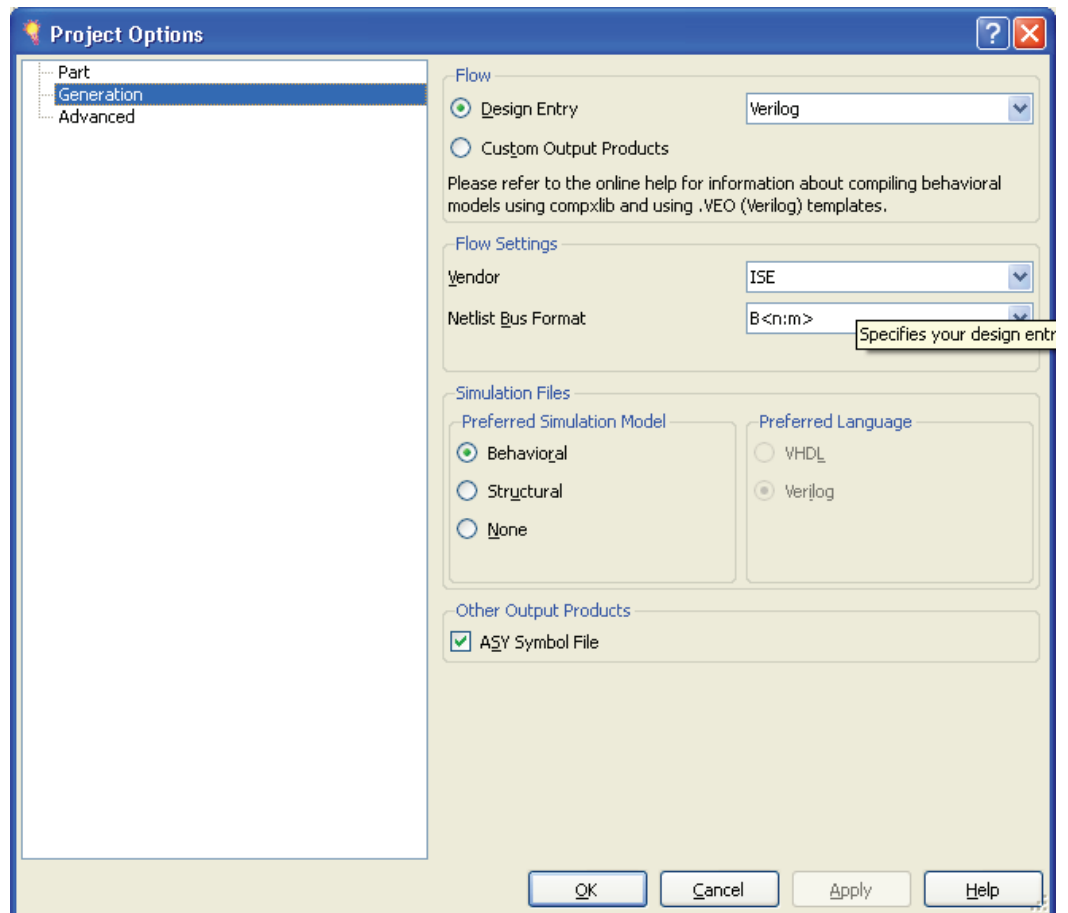 Project Options
Part
Generation
Advanced
Flow
Design Entry
Verilog
Custom Output Products
Please refer to the online help for information about compiling behavioral
models using compxlib and using .VEO (Verilog) templates.
Flow Settings
Vendor
ISE
Netlist Bus Format
B<n:m>
Specifies your design entr
Simulation Files
Preferred Simulation Model
Preferred Language
Behavioral
VHDL
Structural
Verilog
None
Other Output Products
ASY Symbol File
OK
Cancel
Apply
Help